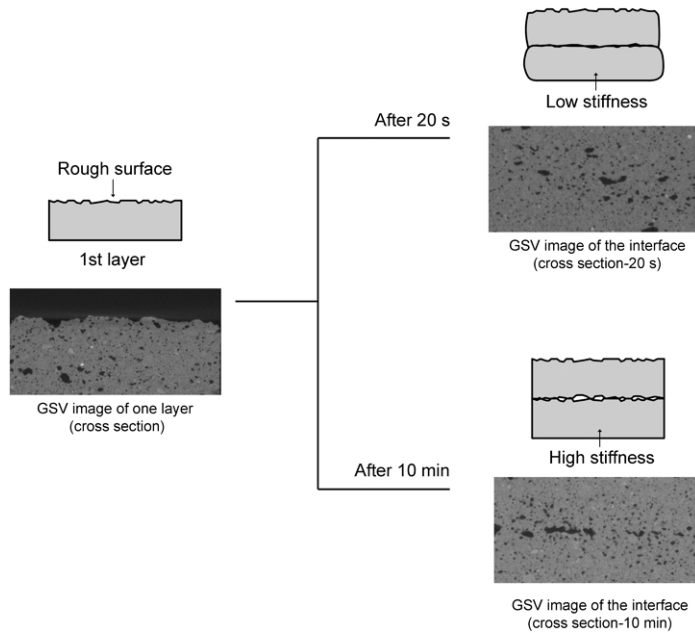 Rough surface
1st layer
GSV image of one layer
(cross section)
After 20 s
Low stiffness
GSV image of the interface
(cross section-20 s)
After 10 min
High stiffness
GSV image of the interface
(cross section-10 min)